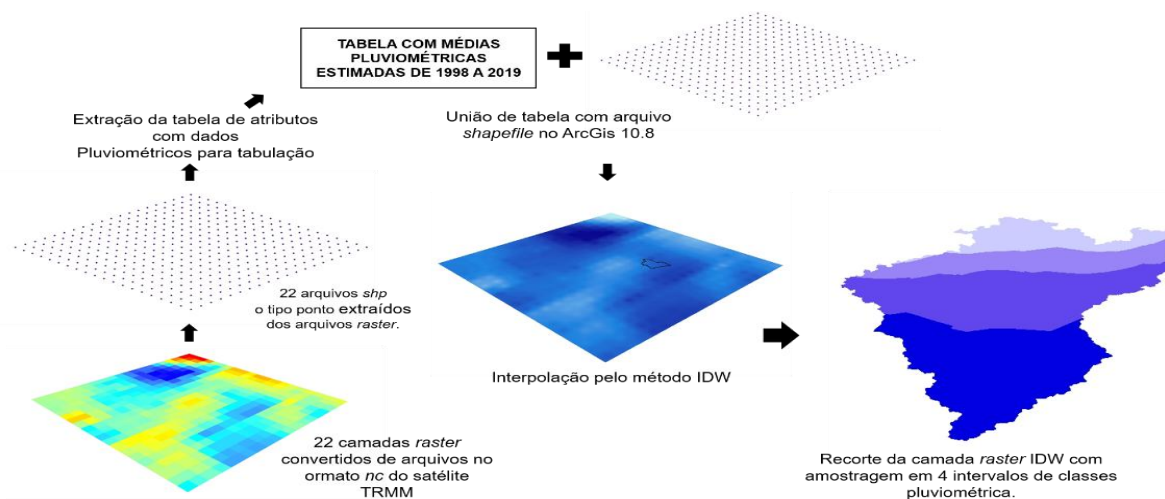 TABELA COM MÉDIAS
PLUVIOMÉTRICAS
ESTIMADAS DE 1998 A 2019
Extração da tabela de atributos
com dados
Pluviométricos para tabulação
União de tabela com arquivo
shapefile no ArcGis 10.8
22 arquivos shp
o tipo ponto extraídos
dos arquivos raster.
Interpolação pelo método IDW
22 camadas raster
convertidos de arquivos no
ormato nc do satélite
TRMM
Recorte da camada raster IDW com
amostragem em 4 intervalos de classes
pluviométrica.